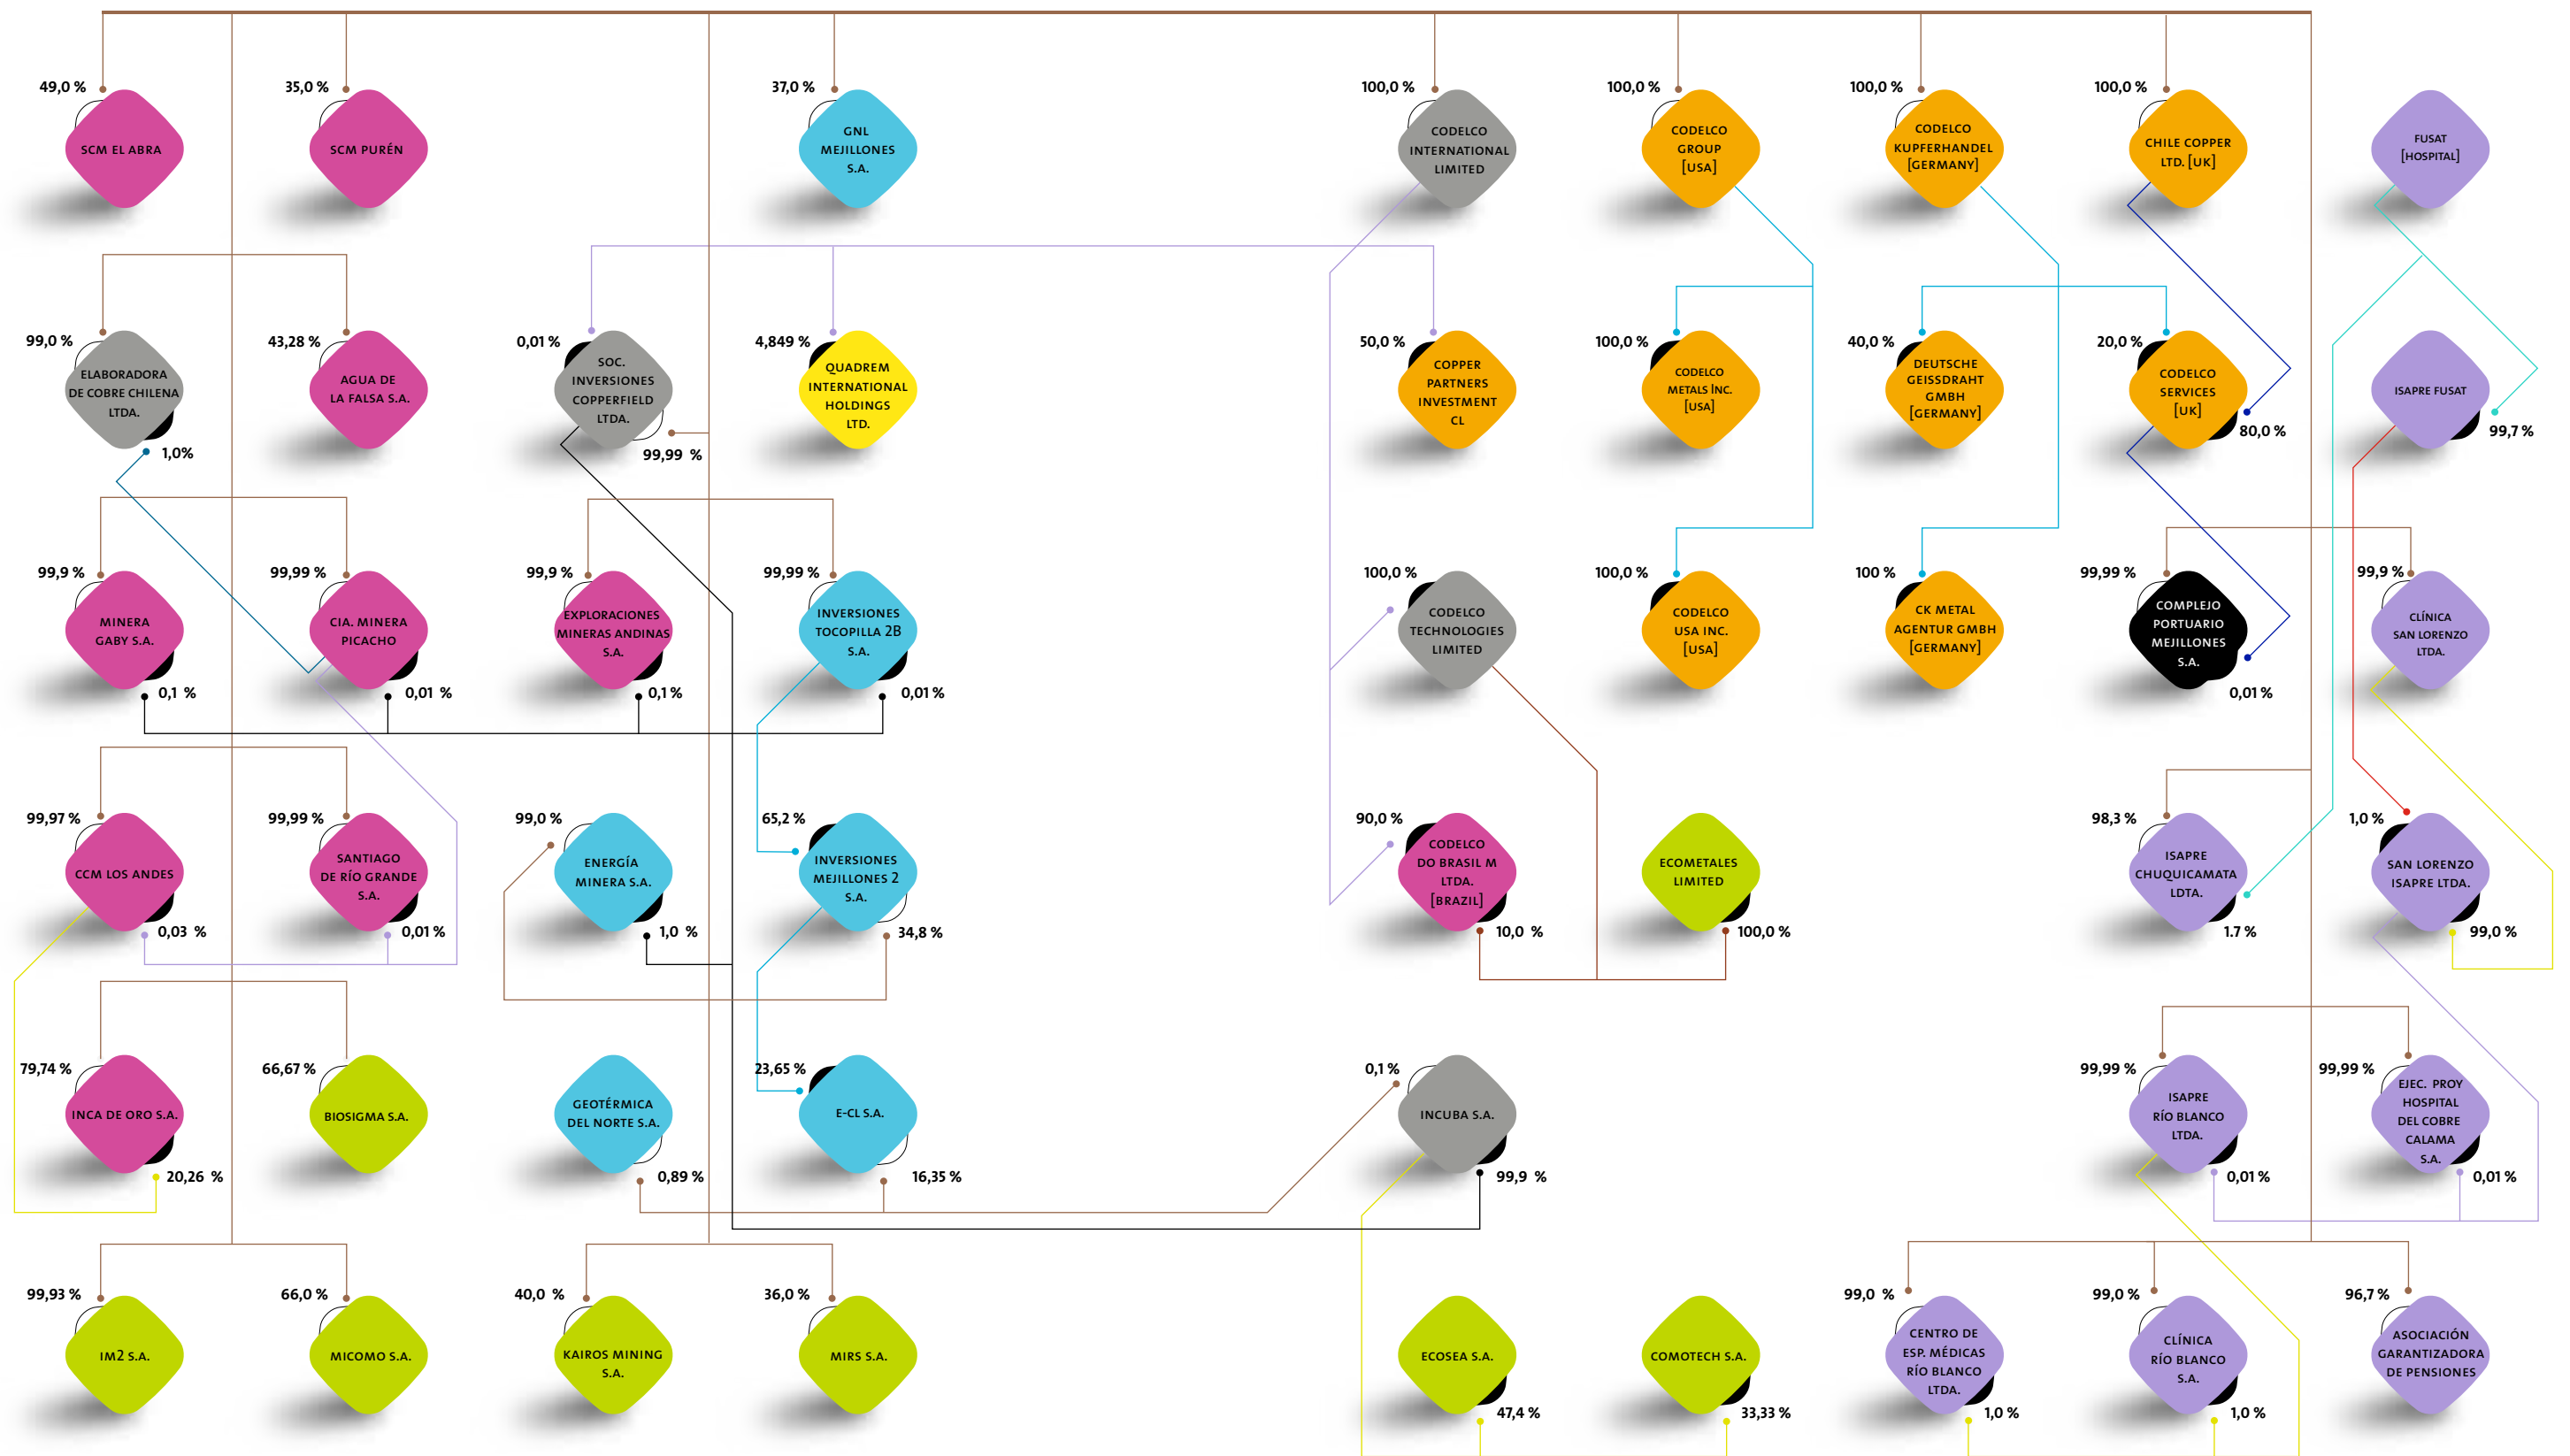 49,0 %
SCM EL ABRA
35,0 %
SCM PURÉN
37,0 %
GNL
MEJILLONES
S.A.
100,0 %
CODELCO
INTERNATIONAL
LIMITED
100,0 %
CODELCO
GROUP
[USA]
100,0 %
CODELCO
KUPFERHANDEL
[GERMANY]
100,0 %
CHILE COPPER
LTD. [UK]
FUSAT
[HOSPITAL]
99,0 %
ELABORADORA
DE COBRE CHILENA
LTDA.
1,0%
43,28 %
AGUA DE
LA FALSA S.A.
0,01 %
SOC.
INVERSIONES
COPPERFIELD
LTDA.
99,99 %
4,849 %
QUADREM
INTERNATIONAL
HOLDINGS
LTD.
50,0 %
COPPER
PARTNERS
INVESTMENT
CL
100,0 %
CODELCO
METALS INC.
[USA]
40,0 %
DEUTSCHE
GEISSDRAHT
GMBH
[GERMANY]
20,0 %
CODELCO
SERVICES
[UK]
80,0 %
ISAPRE FUSAT
99,7 %
99,9 %
MINERA
GABY S.A.
0,1 %
99,99 %
CIA. MINERA
PICACHO
0,01 %
99,9 %
EXPLORACIONES
MINERAS ANDINAS
S.A.
0,1 %
99,99 %
INVERSIONES
TOCOPILLA 2B
S.A.
0,01 %
100,0 %
CODELCO
TECHNOLOGIES
LIMITED
100,0 %
CODELCO
USA INC.
[USA]
100 %
CK METAL
AGENTUR GMBH
[GERMANY]
99,99 %
COMPLEJO
PORTUARIO
MEJILLONES
S.A.
0,01 %
99,9 %
CLÍNICA
SAN LORENZO
LTDA.
99,97 %
CCM LOS ANDES
0,03 %
99,99 %
SANTIAGO
DE RÍO GRANDE
S.A.
0,01 %
99,0 %
ENERGÍA
MINERA S.A.
1,0 %
65,2 %
INVERSIONES
MEJILLONES 2
S.A.
34,8 %
90,0 %
CODELCO
DO BRASIL M
LTDA.
[BRAZIL]
10,0 %
ECOMETALES
LIMITED
100,0 %
98,3 %
ISAPRE
CHUQUICAMATA
LDTA.
1.7 %
1,0 %
SAN LORENZO
ISAPRE LTDA.
99,0 %
79,74 %
INCA DE ORO S.A.
20,26 %
66,67 %
BIOSIGMA S.A.
GEOTÉRMICA
DEL NORTE S.A.
0,89 %
23,65 %
E-CL S.A.
16,35 %
0,1 %
INCUBA S.A.
99,9 %
99,99 %
ISAPRE
RÍO BLANCO
LTDA.
0,01 %
99,99 %
EJEC. PROY
HOSPITAL
DEL COBRE
CALAMA
S.A.
0,01 %
99,93 %
IM2 S.A.
66,0 %
MICOMO S.A.
40,0 %
KAIROS MINING
S.A.
36,0 %
MIRS S.A.
ECOSEA S.A.
47,4 %
COMOTECH S.A.
33,33 %
99,0 %
CENTRO DE
ESP. MÉDICAS
RÍO BLANCO
LTDA.
1,0 %
99,0 %
CLÍNICA
RÍO BLANCO
S.A.
1,0 %
96,7 %
ASOCIACIÓN
GARANTIZADORA
DE PENSIONES